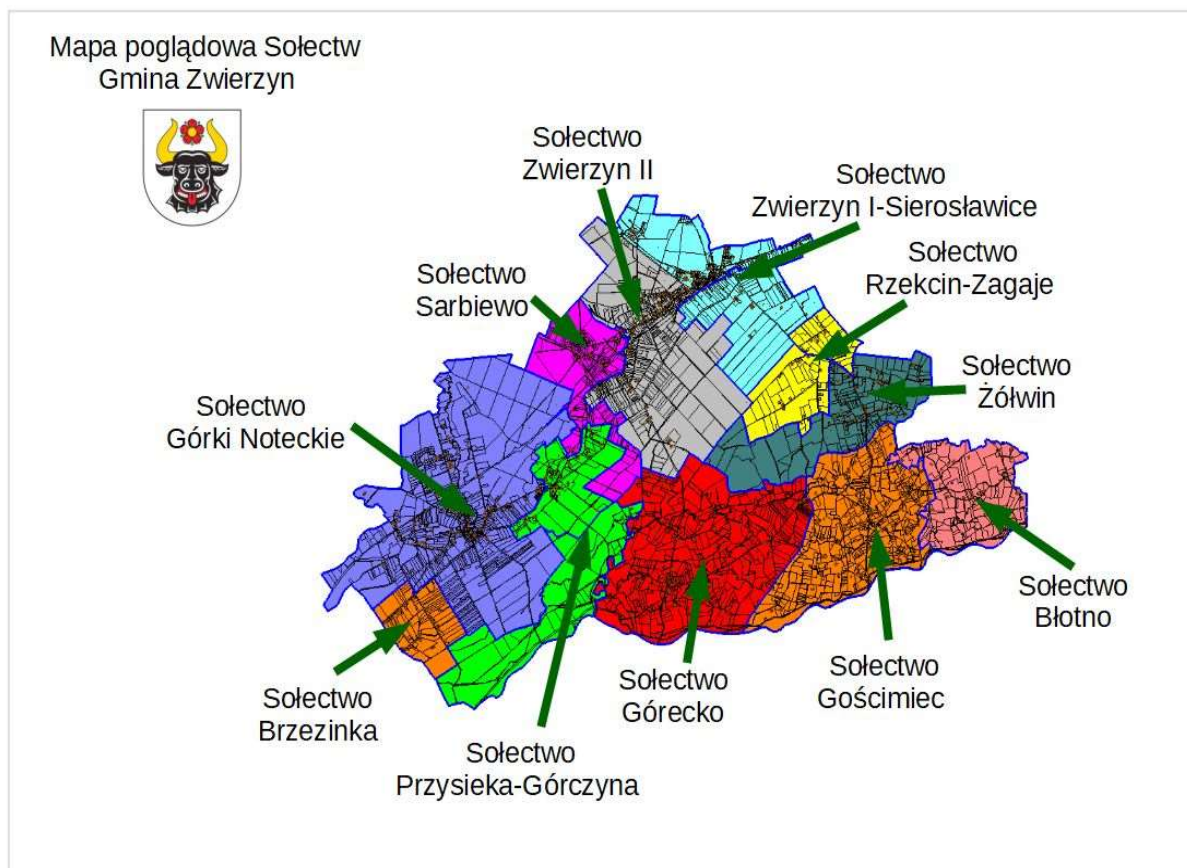 Mapa poglądowa Sołectw
Gmina Zwierzyn
Sołectwo
Zwierzyn II
Sołectwo
Zwierzyn I-Sierosławice
Sołectwo
Rzekcin-Zagaje
Sołectwo
Sarbiewo
Sołectwo
Żółwin
Sołectwo
Górki Noteckie
Sołectwo
Błotno
Sołectwo
Gościmiec
Sołectwo
Górecko
Sołectwo
Brzezinka
Sołectwo
Przysieka-Górczyna